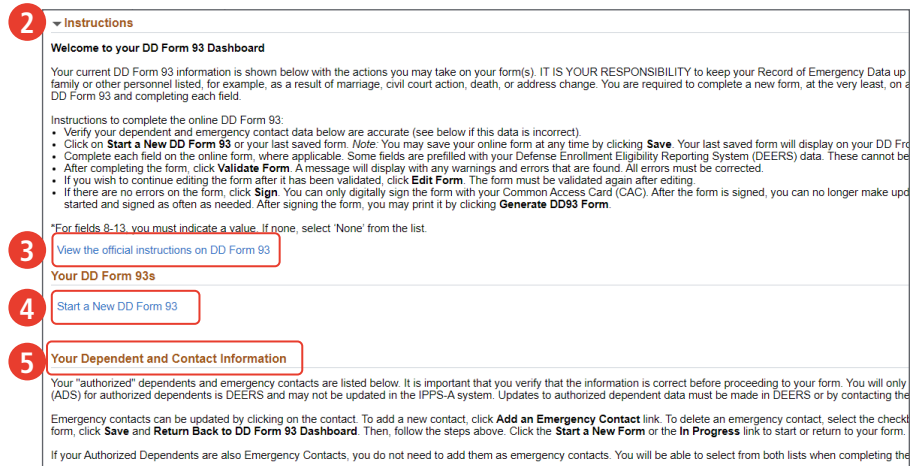 2 Instructions
Welcome to your DD Form 93 Dashboard
Your current DD Form 93 information is shown below with the actions you may take on your form(s). IT IS YOUR RESPONSIBILITY to keep your Record of Emergency Data up
family or other personnel listed, for example, as a result of marriage, civil court action, death, or address change. You are required to complete a new form, at the very least, on a
DD Form 93 and completing each field.
Instructions to complete the online DD Form 93:
• Verify your dependent and emergency contact data below are accurate (see below if this data is incorrect).
• Click on Start a New DD Form 93 or your last saved form. Note: You may save your online form at any time by clicking Save. Your last saved form will display on your DD Fro
• Complete each field on the online form, where applicable. Some fields are prefilled with your Defense Enrollment Eligibility Reporting System (DEERS) data. These cannot be
• After completing the form, click Validate Form. A message will display with any warnings and errors that are found. All errors must be corrected.
• If you wish to continue editing the form after it has been validated, click Edit Form. The form must be validated again after editing.
• If there are no errors on the form, click Sign. You can only digitally sign the form with your Common Access Card (CAC). After the form is signed, you can no longer make upd
started and signed as often as needed. After signing the form, you may print it by clicking Generate DD93 Form.
*For fields 8-13, you must indicate a value. If none, select 'None' from the list.
3 View the official instructions on DD Form 93
Your DD Form 93s
4 Start a New DD Form 93
5 Your Dependent and Contact Information
Your "authorized" dependents and emergency contacts are listed below. It is important that you verify that the information is correct before proceeding to your form. You will only
(ADS) for authorized dependents is DEERS and may not be updated in the IPPS-A system. Updates to authorized dependent data must be made in DEERS or by contacting the
Emergency contacts can be updated by clicking on the contact. To add a new contact, click Add an Emergency Contact link. To delete an emergency contact, select the checkb
form, click Save and Return Back to DD Form 93 Dashboard. Then, follow the steps above. Click the Start a New Form or the In Progress link to start or return to your form.
If your Authorized Dependents are also Emergency Contacts, you do not need to add them as emergency contacts. You will be able to select from both lists when completing the